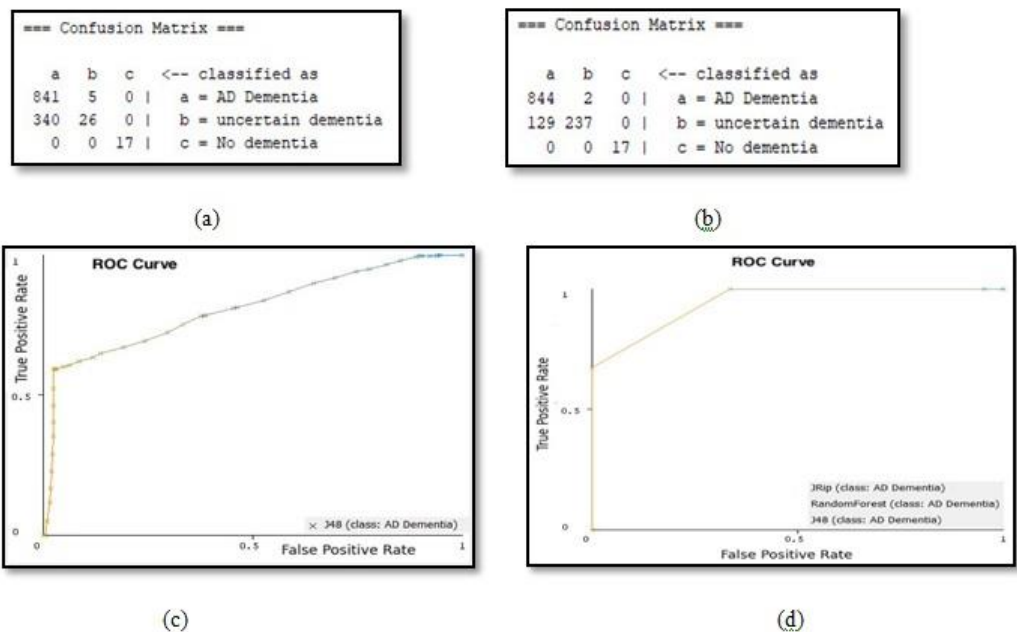 === Confusion Matrix ===
a b c <-- classified as
841 5 0 | a = AD Dementia
340 26 0 | b = uncertain dementia
0 0 17 | c = No dementia
(a)
=== Confusion Matrix ===
a b c <-- classified as
844 2 0 | a = AD Dementia
129 237 0 | b = uncertain dementia
0 0 17 | c = No dementia
(b)
ROC Curve
True Positive Rate
1
0.5
0
0
0.5
1
False Positive Rate
× J48 (class: AD Dementia)
(c)
ROC Curve
True Positive Rate
1
0.5
0
0
0.5
1
False Positive Rate
JRip (class: AD Dementia)
RandomForest (class: AD Dementia)
J48 (class: AD Dementia)
(d)